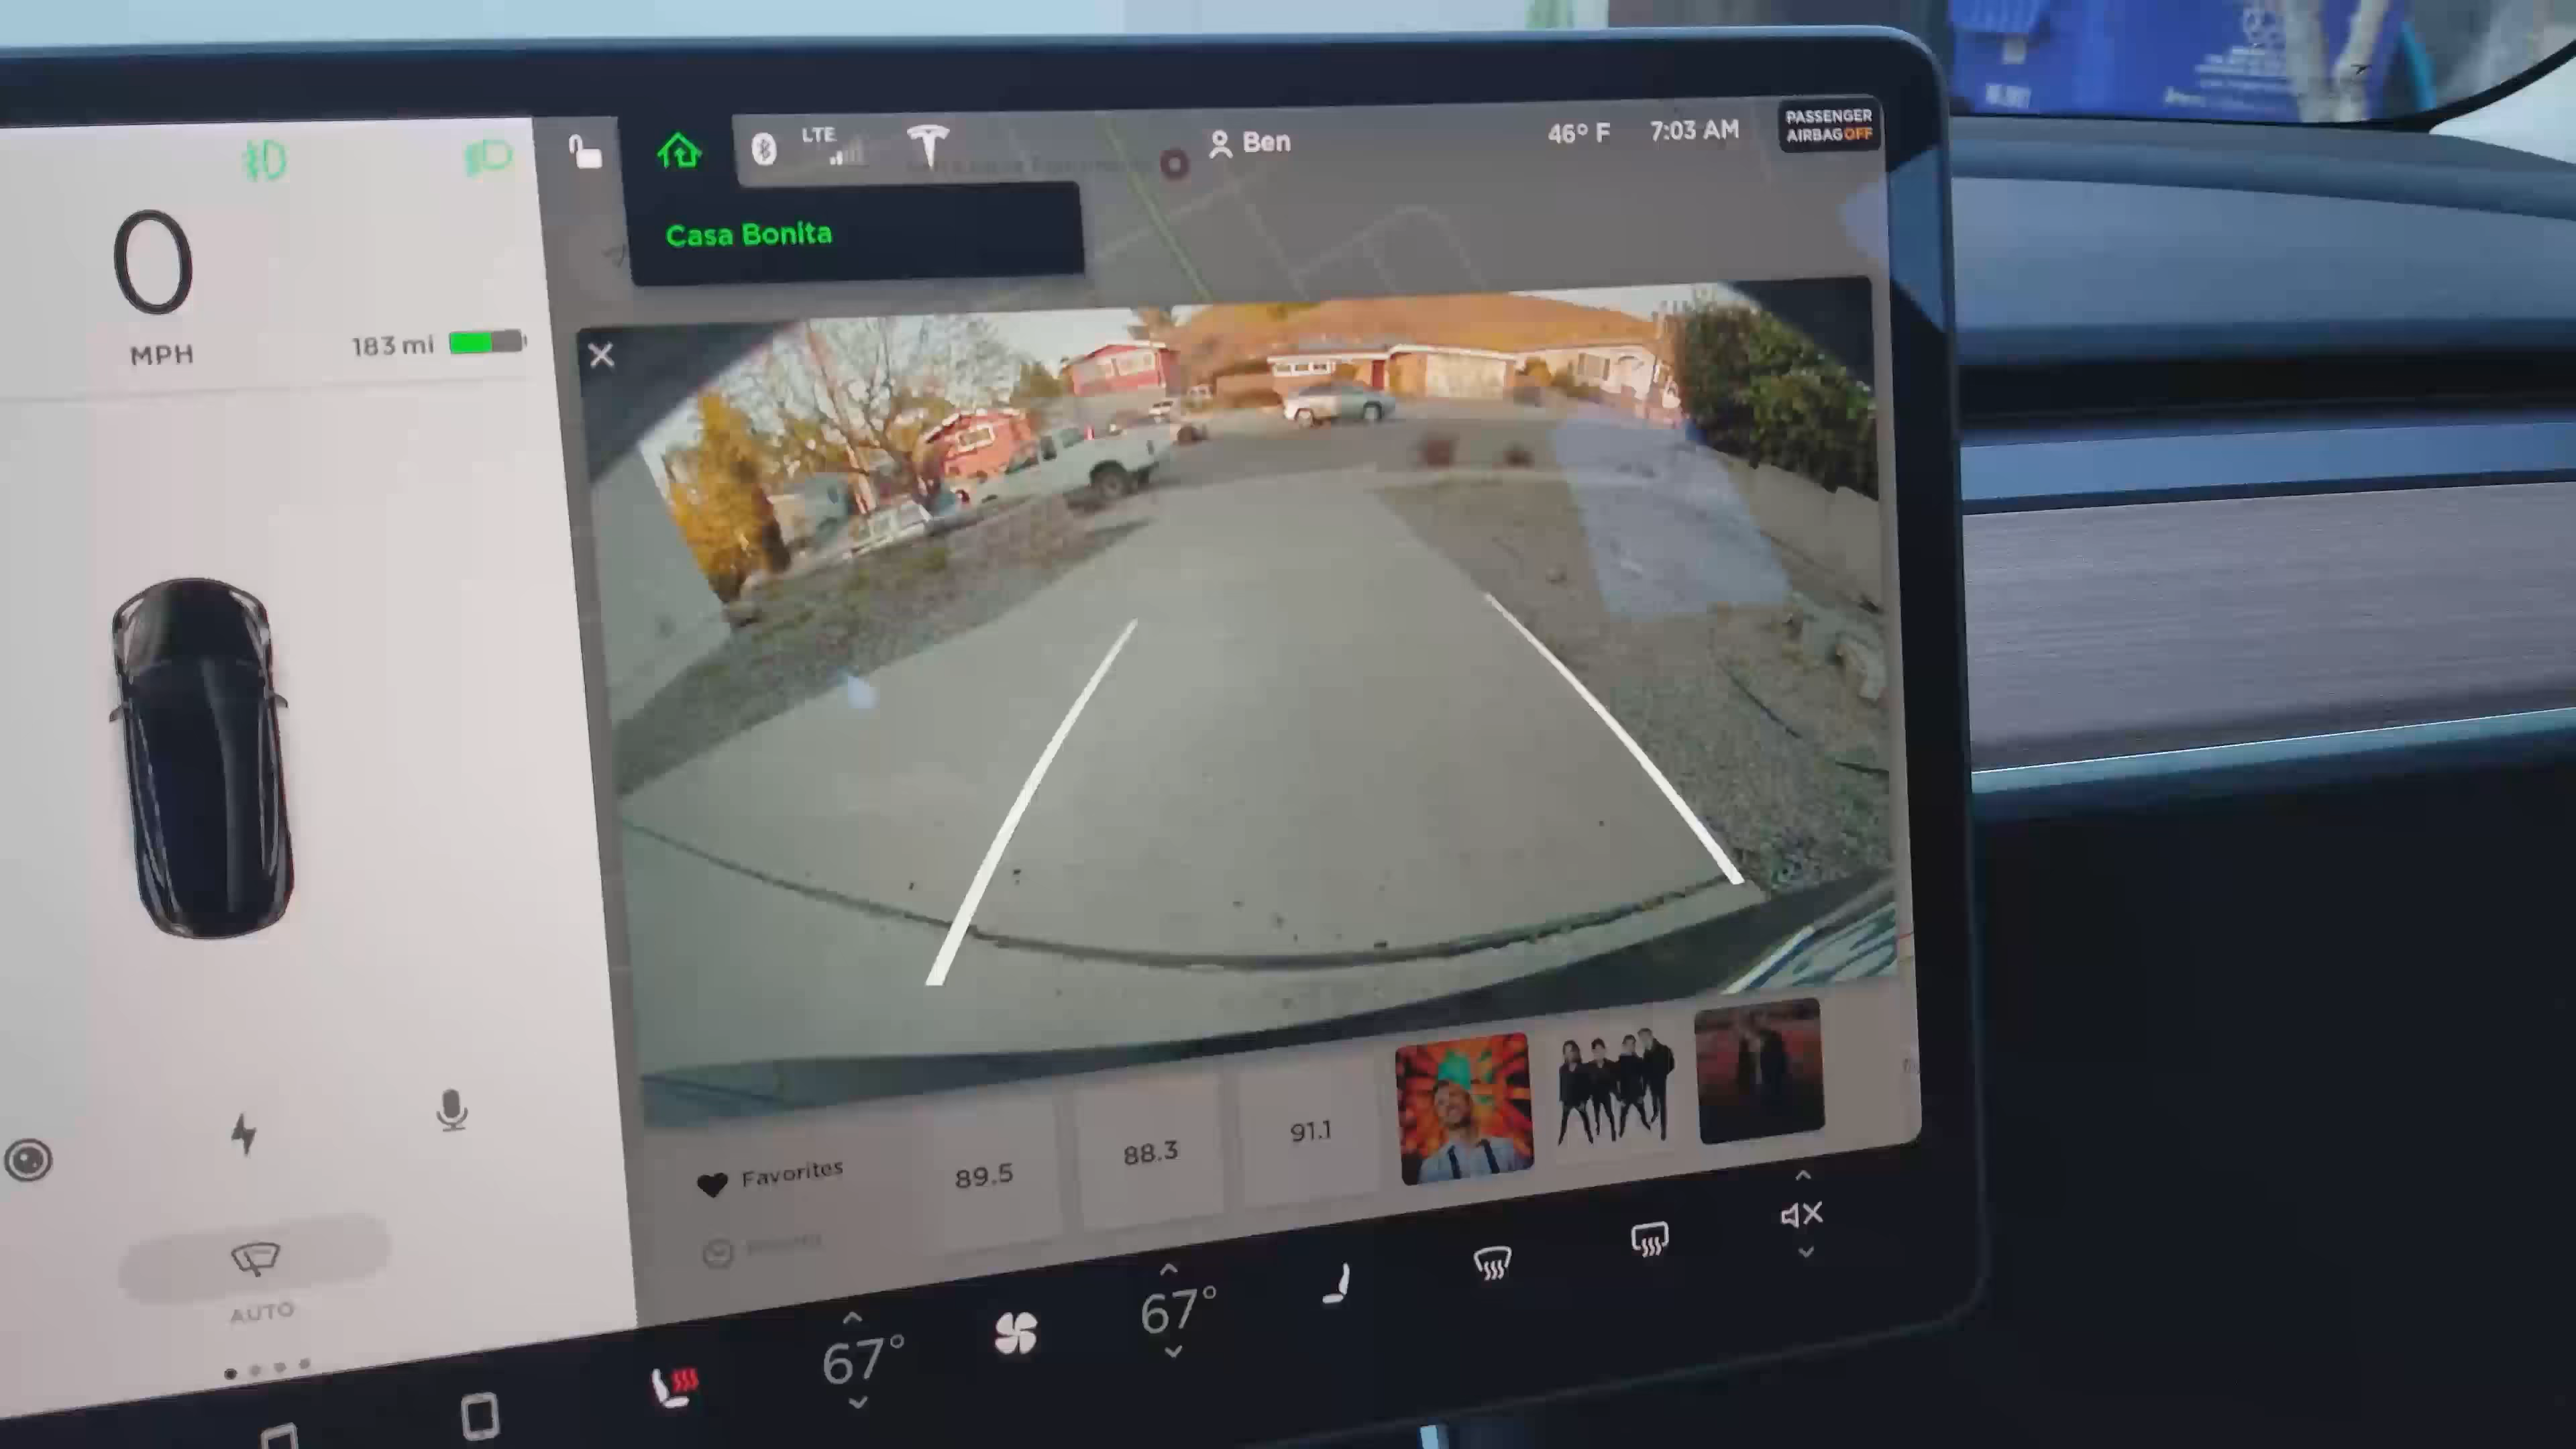 0
MPH
183 mi
LTE
Ben
46° F
7:03 AM
PASSENGER
AIRBAG OFF
Casa Bonita
Favorites
89.5
88.3
91.1
AUTO
67°
67°